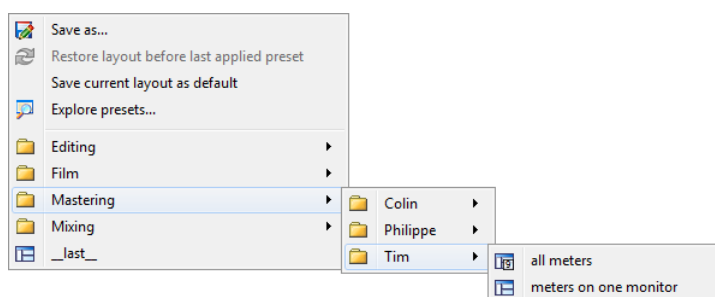 Save as...
Restore layout before last applied preset
Save current layout as default
Explore presets...
Editing
Film
Mastering
Mixing
__last__
Colin
Philippe
Tim
all meters
meters on one monitor